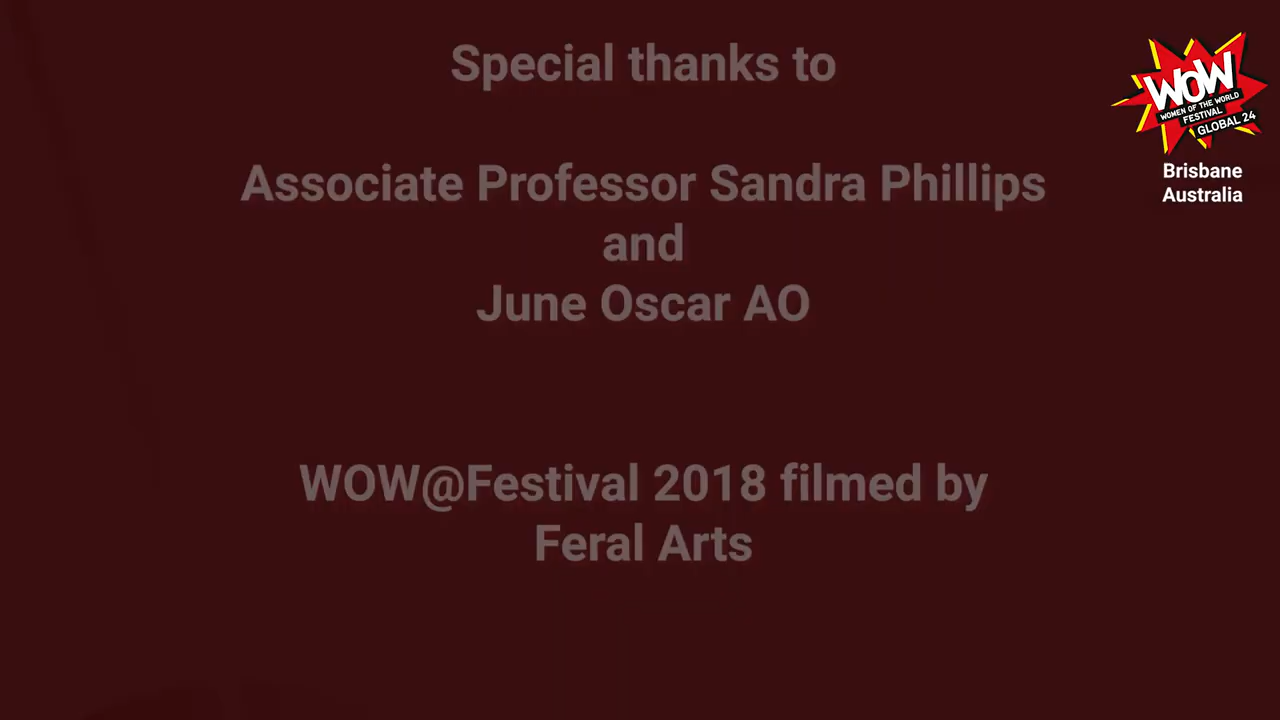 Special thanks to
Associate Professor Sandra Phillips
and
June Oscar AO
WOW@Festival 2018 filmed by
Feral Arts
WOW
WOMEN OF THE WORLD
FESTIVAL
GLOBAL 24
Brisbane
Australia